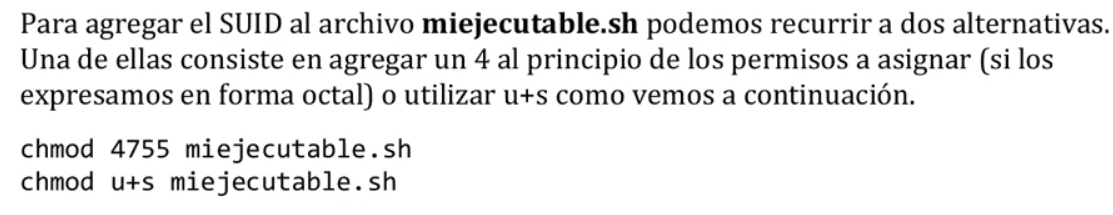 Para agregar el SUID al archivo miejecutable.sh podemos recurrir a dos alternativas.
Una de ellas consiste en agregar un 4 al principio de los permisos a asignar (si los
expresamos en forma octal) o utilizar u+s como vemos a continuación.
chmod 4755 miejecutable.sh
chmod u+s miejecutable.sh